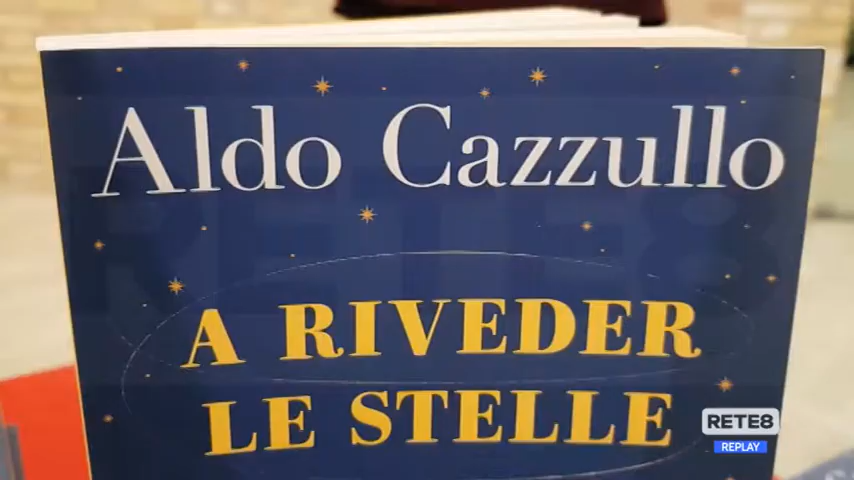 Aldo Cazzullo
A RIVEDER
LE STELLE
RETE8
REPLAY